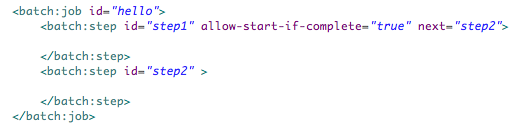 <batch:job id="hello">
<batch:step id="step1" allow-start-if-complete="true" next="step2">
</batch:step>
<batch:step id="step2" >
</batch:step>
</batch:job>